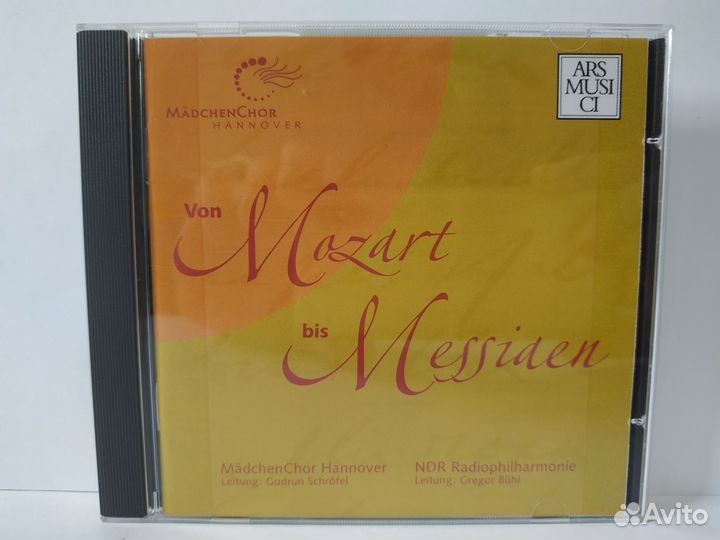 MÄDCHENCHOR
HANNOVER
ARS
MUSI
CI
Von Mozart
bis Messiaen
MädchenChor Hannover
Leitung: Gudrun Schröfel
NDR Radiophilharmonie
Leitung: Gregor Bühl
Avito